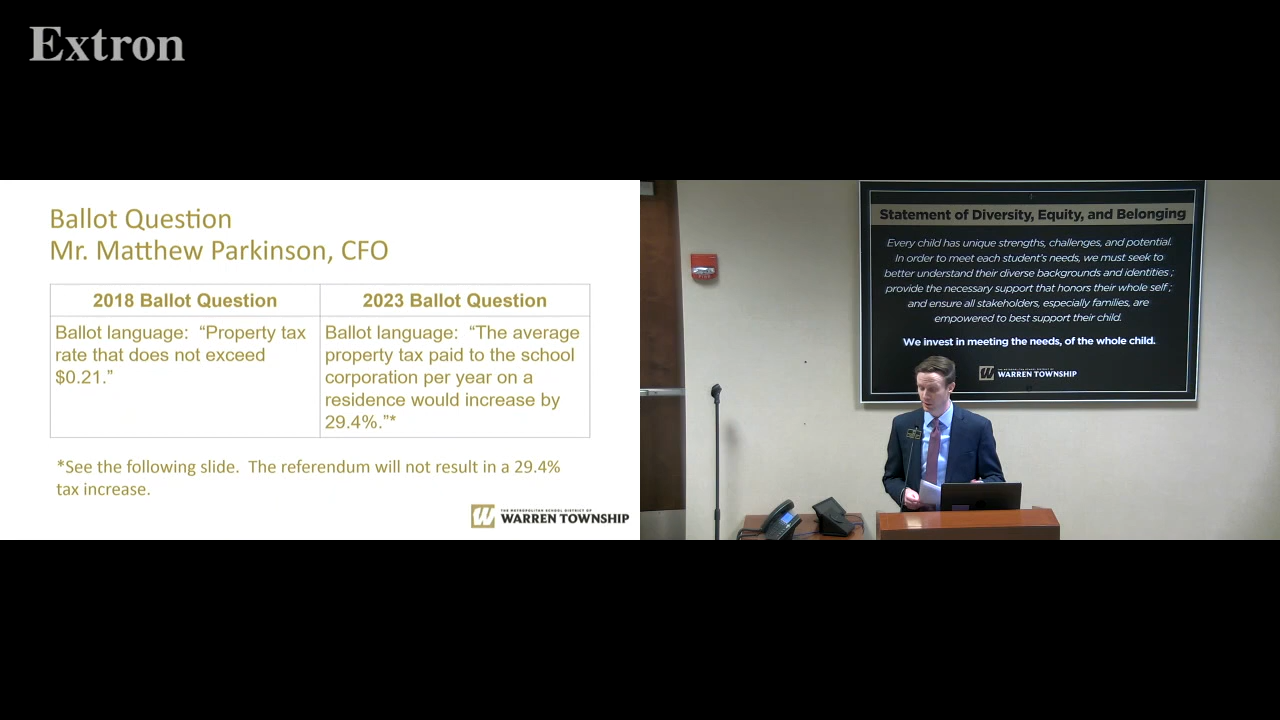 Extron
Ballot Question
Mr. Matthew Parkinson, CFO
2018 Ballot Question
2023 Ballot Question
Ballot language: “Property tax
rate that does not exceed
$0.21.”
Ballot language: “The average
property tax paid to the school
corporation per year on a
residence would increase by
29.4%.”*
*See the following slide. The referendum will not result in a 29.4%
tax increase.
THE METROPOLITAN SCHOOL DISTRICT OF
WARREN TOWNSHIP
Statement of Diversity, Equity, and Belonging
Every child has unique strengths, challenges, and potential.
In order to meet each student's needs, we must seek to
better understand their diverse backgrounds and identities ;
provide the necessary support that honors their whole self ;
and ensure all stakeholders, especially families, are
empowered to best support their child.
We invest in meeting the needs, of the whole child.
WARREN TOWNSHIP